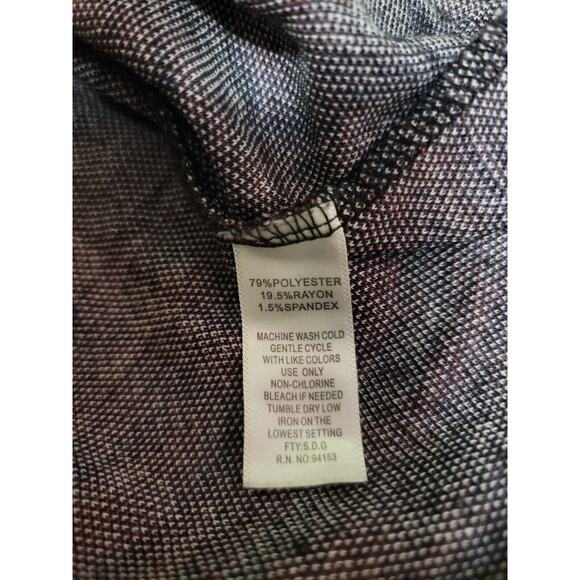 79%POLYESTER
19.5%RAYON
1.5%SPANDEX
MACHINE WASH COLD
GENTLE CYCLE
WITH LIKE COLORS
USE ONLY
NON-CHLORINE
BLEACH IF NEEDED
TUMBLE DRY LOW
IRON ON THE
LOWEST SETTING
FTY:S.D.G
R.N. NO:94153